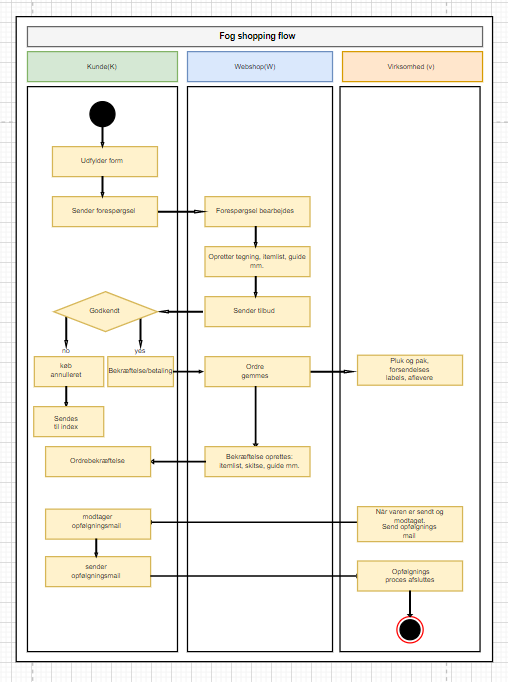 Fog shopping flow
Kunde(K)
Webshop(W)
Virksomhed (v)
Udfylder form
Sender forespørgsel
Forespørgsel bearbejdes
Opretter tegning, itemlist, guide
mm.
Sender tilbud
Godkendt
no
yes
køb
annulleret
Bekræftelse/betaling
Ordre
gemmes
Pluk og pak,
forsendelses
labels, aflevere
Sendes
til index
Ordrebekræftelse
Bekræftelse oprettes:
itemlist, skitse, guide mm.
modtager
opfølgningsmail
Når varen er sendt og
modtaget.
Send opfølgnings
mail
sender
opfølgningsmail
Opfølgnings
proces afsluttes